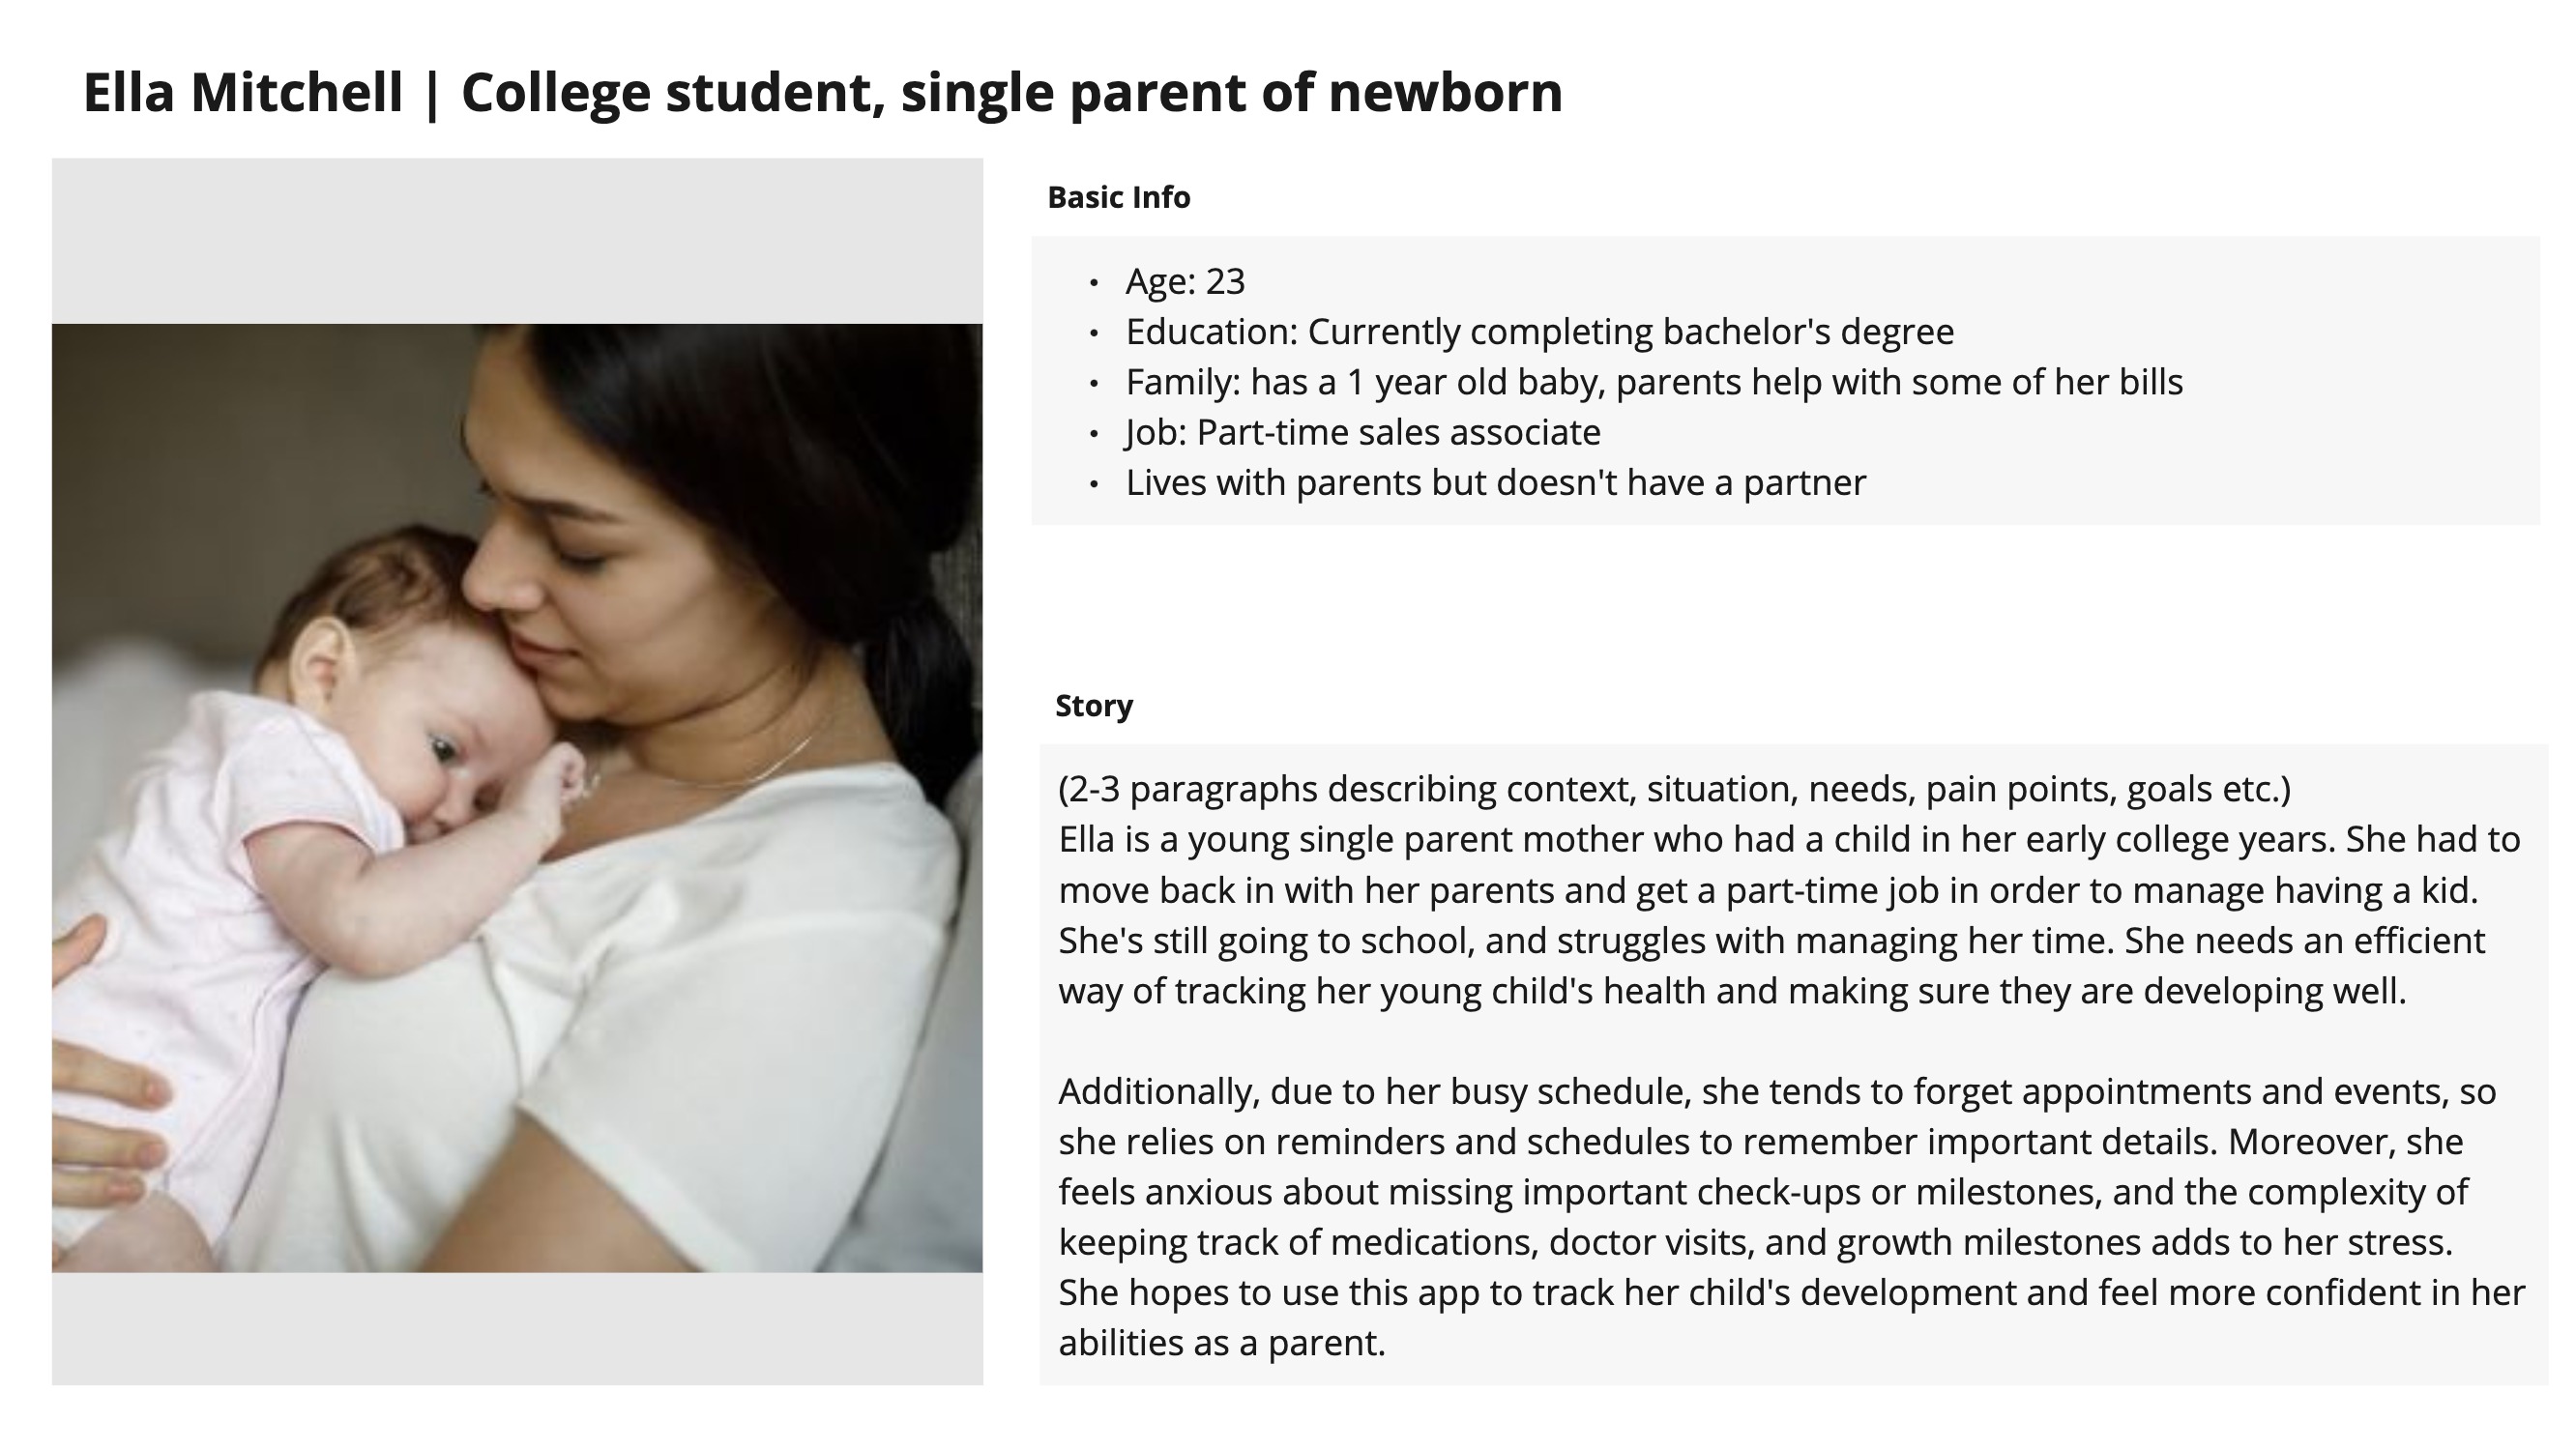 Ella Mitchell | College student, single parent of newborn
Basic Info
• Age: 23
• Education: Currently completing bachelor's degree
• Family: has a 1 year old baby, parents help with some of her bills
• Job: Part-time sales associate
• Lives with parents but doesn't have a partner
Story
(2-3 paragraphs describing context, situation, needs, pain points, goals etc.)
Ella is a young single parent mother who had a child in her early college years. She had to
move back in with her parents and get a part-time job in order to manage having a kid.
She's still going to school, and struggles with managing her time. She needs an efficient
way of tracking her young child's health and making sure they are developing well.
Additionally, due to her busy schedule, she tends to forget appointments and events, so
she relies on reminders and schedules to remember important details. Moreover, she
feels anxious about missing important check-ups or milestones, and the complexity of
keeping track of medications, doctor visits, and growth milestones adds to her stress.
She hopes to use this app to track her child's development and feel more confident in her
abilities as a parent.